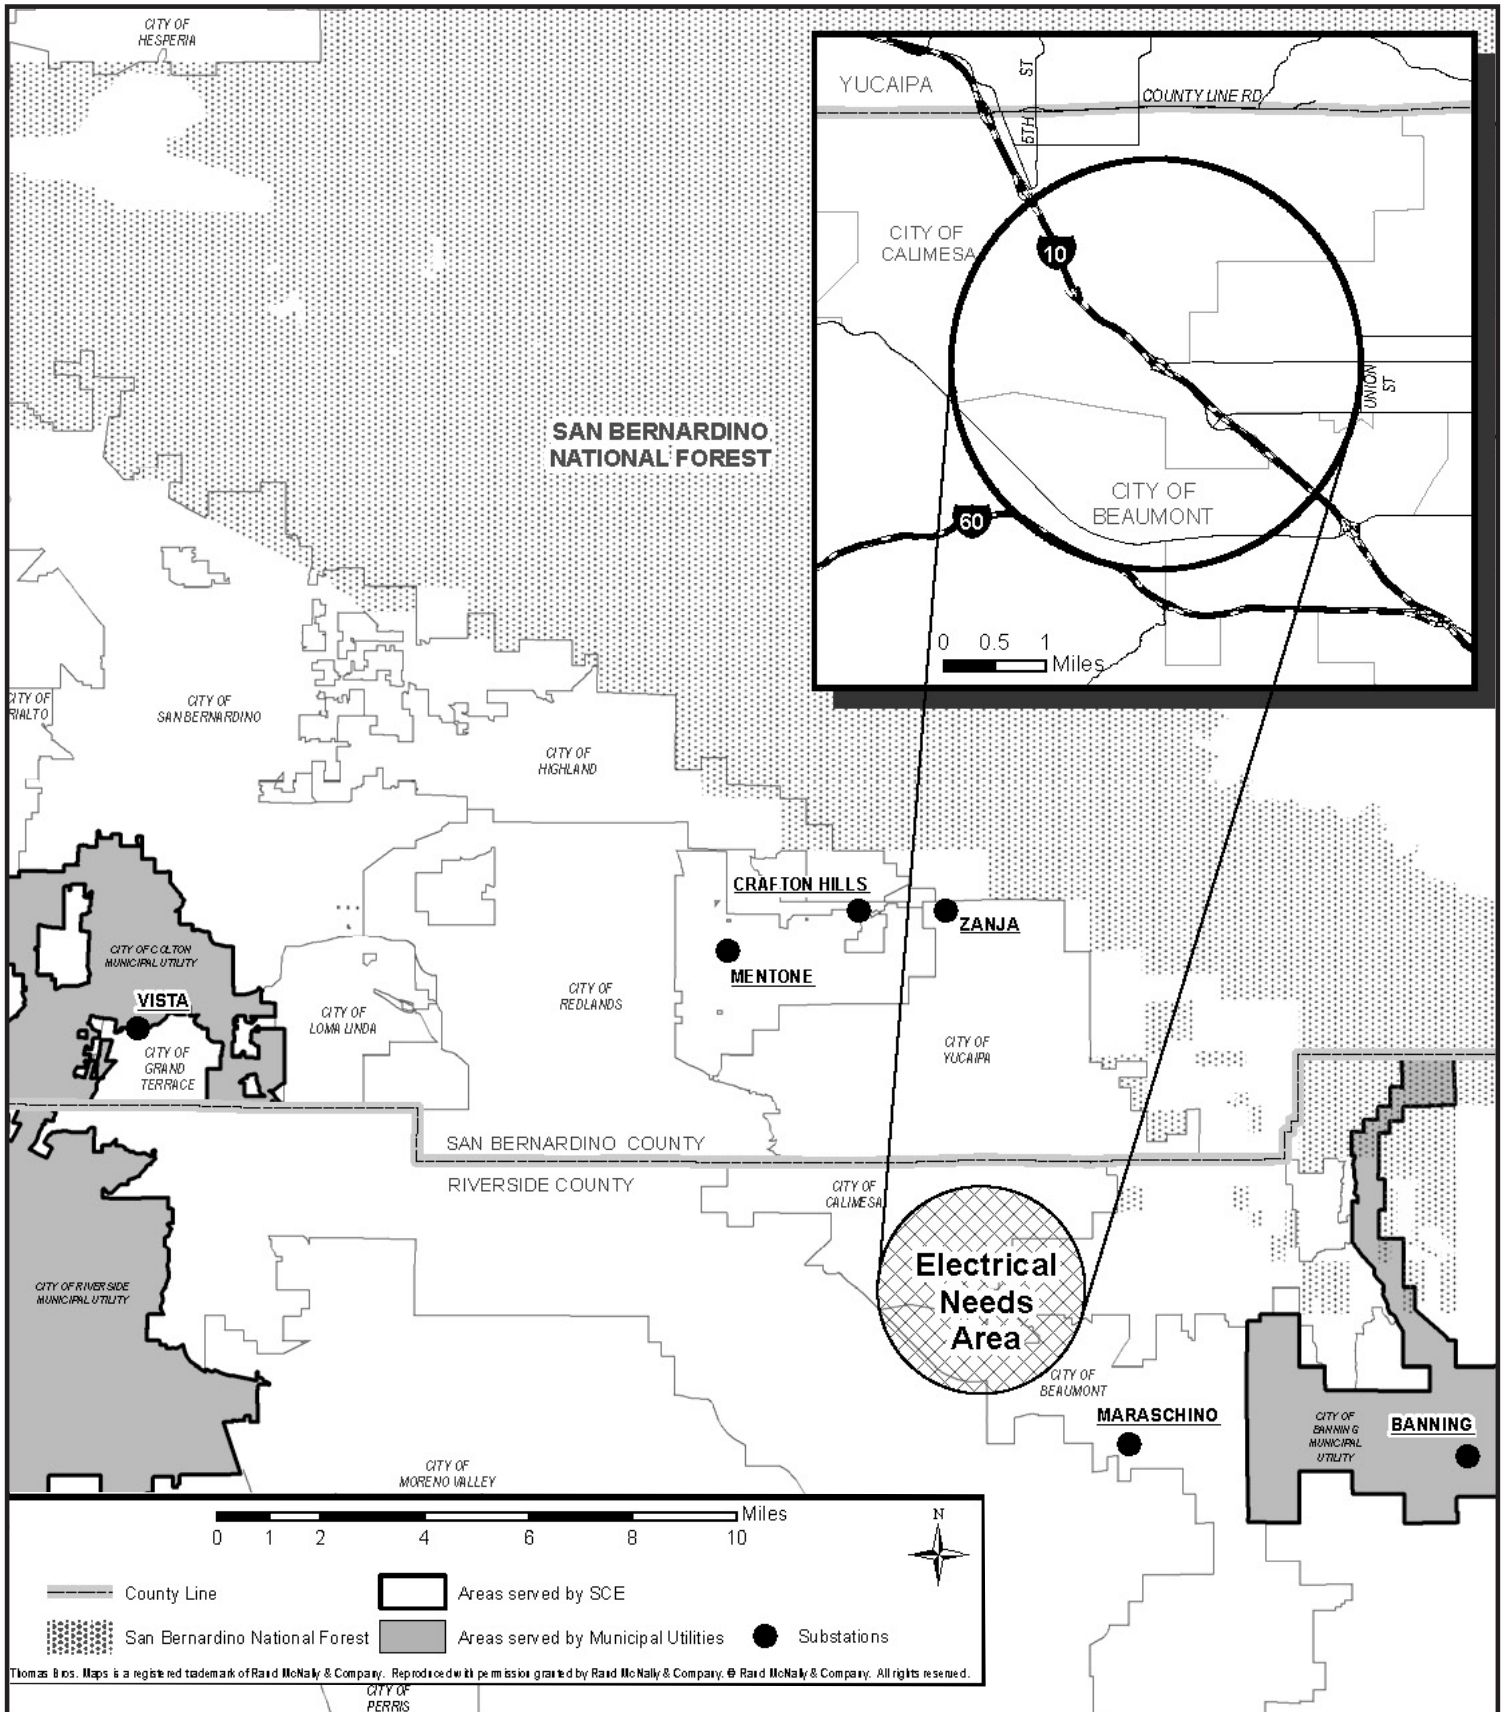 CITY OF
HESPERIA
YUCAIPA
5TH ST
COUNTY LINE RD
CITY OF
CALIMESA
10
UNION
ST
SAN BERNARDINO
NATIONAL FOREST
CITY OF
BEAUMONT
60
0 0.5 1
Miles
CITY OF
RIALTO
CITY OF
SAN BERNARDINO
CITY OF
HIGHLAND
CRAFTON HILLS
ZANJA
MENTONE
CITY OF COLTON
MUNICIPAL UTILITY
VISTA
CITY OF
LOMA LINDA
CITY OF
REDLANDS
CITY OF
GRAND
TERRACE
CITY OF
YUCAIPA
SAN BERNARDINO COUNTY
RIVERSIDE COUNTY
CITY OF
CALIMESA
Electrical
Needs
Area
CITY OF RIVERSIDE
MUNICIPAL UTILITY
CITY OF
BEAUMONT
MARASCHINO
CITY OF
BANNING
MUNICIPAL
UTILITY
BANNING
CITY OF
MORENO VALLEY
Miles
0 1 2 4 6 8 10
N
County Line
Areas served by SCE
San Bernardino National Forest
Areas served by Municipal Utilities
Substations
Thomas Bros. Maps is a registered trademark of Rand McNally & Company. Reproduced with permission granted by Rand McNally & Company. © Rand McNally & Company. All rights reserved.
CITY OF
PERRIS